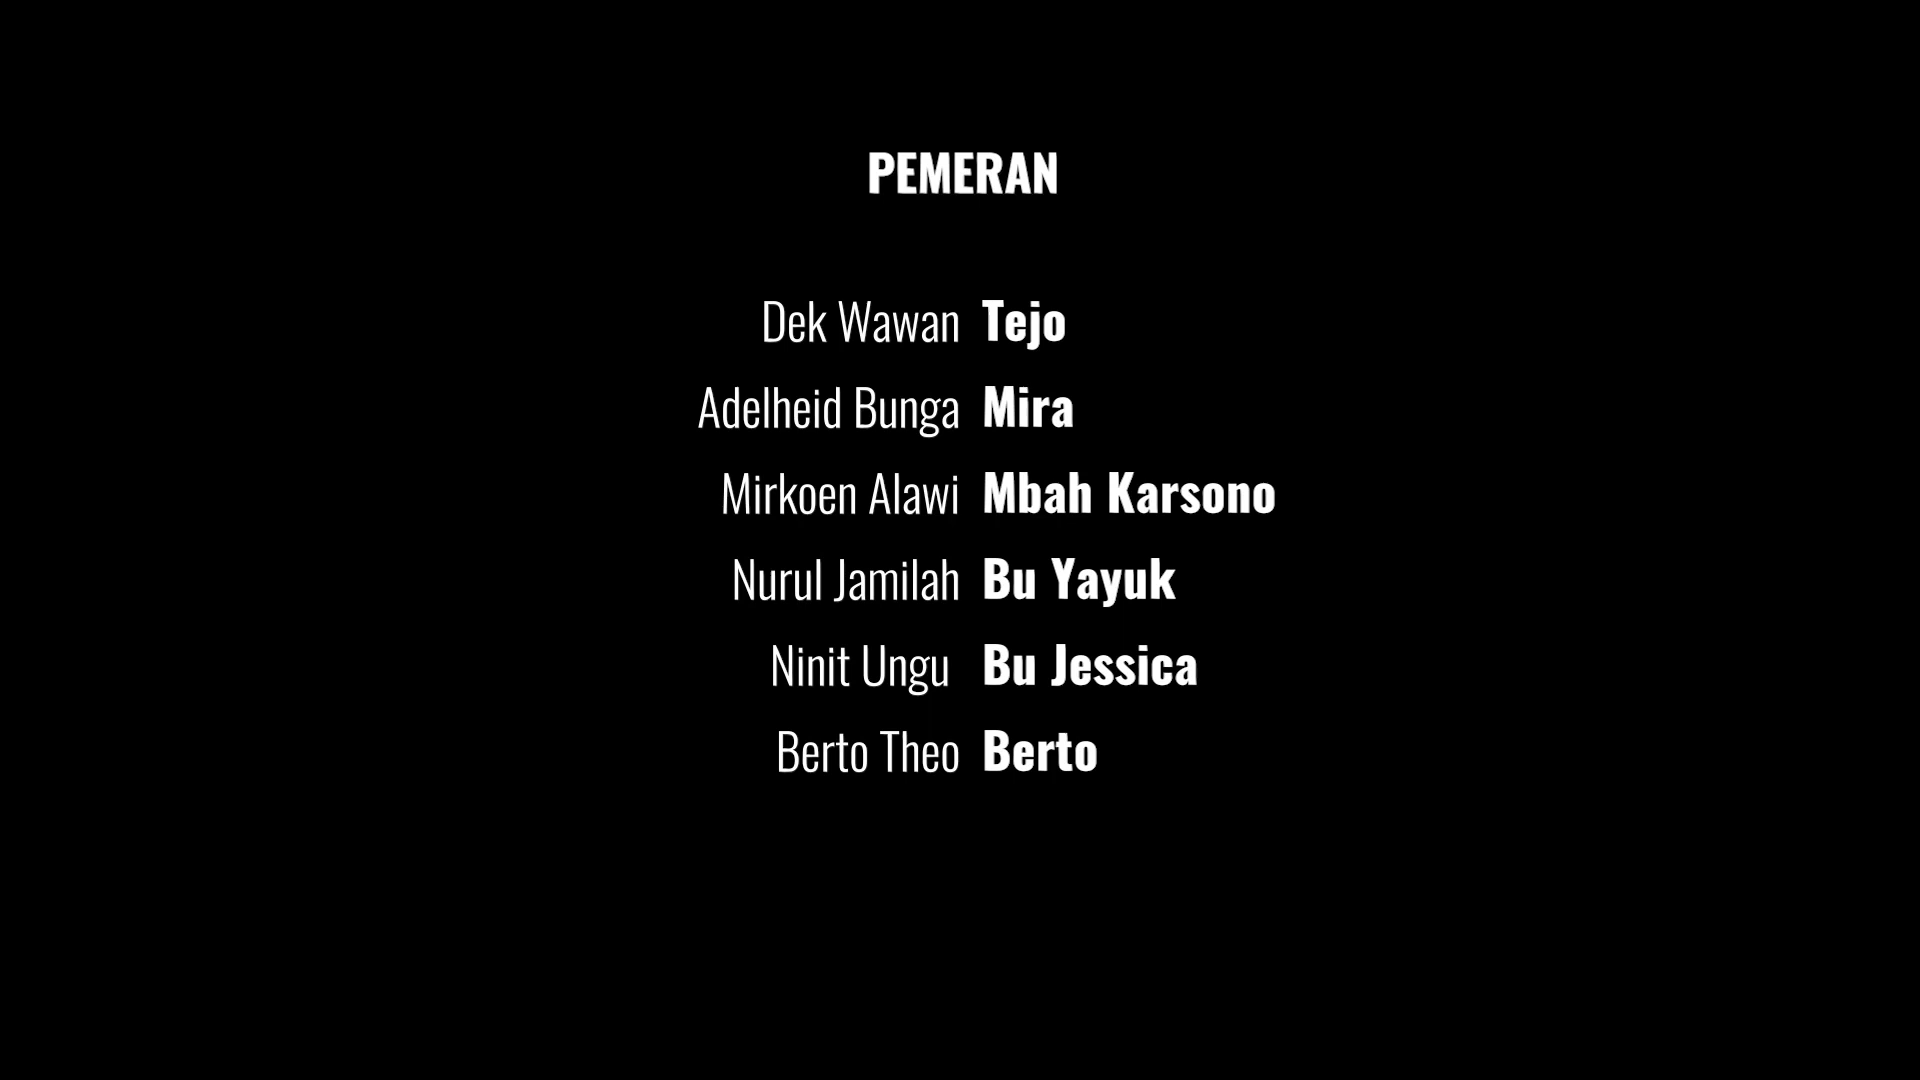 PEMERAN
Dek Wawan Tejo
Adelheid Bunga Mira
Mirkoen Alawi Mbah Karsono
Nurul Jamilah Bu Yayuk
Ninit Ungu Bu Jessica
Berto Theo Berto